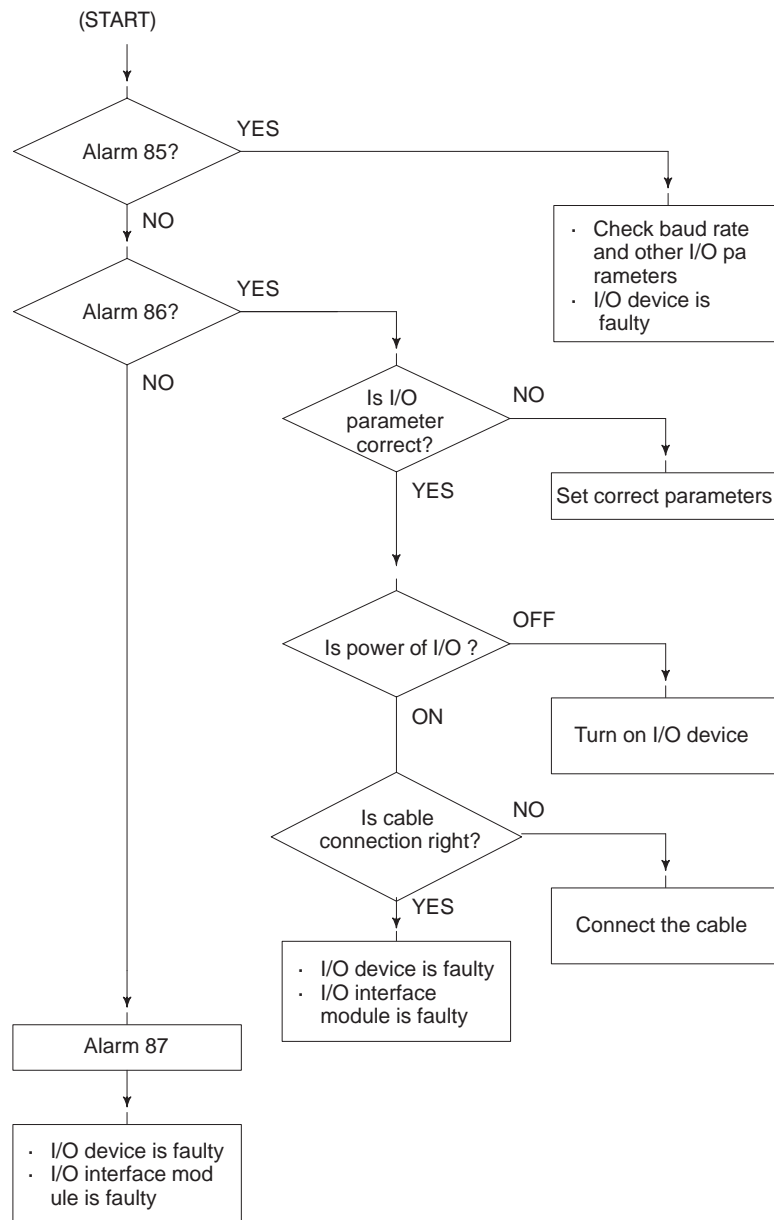 (START)
Alarm 85?
YES
NO
· Check baud rate
and other I/O pa
rameters
· I/O device is
faulty
Alarm 86?
YES
NO
Is I/O
parameter
correct?
NO
YES
Set correct parameters
Is power of I/O ?
OFF
ON
Turn on I/O device
Is cable
connection right?
NO
YES
Connect the cable
· I/O device is faulty
· I/O interface
module is faulty
Alarm 87
· I/O device is faulty
· I/O interface mod
ule is faulty